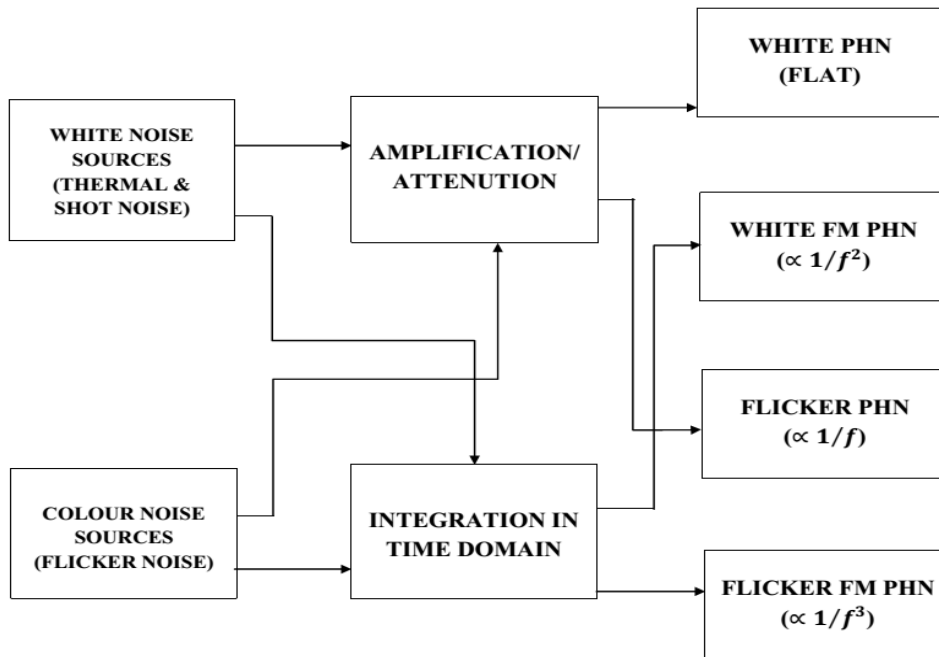 WHITE NOISE
SOURCES
(THERMAL &
SHOT NOISE)
COLOUR NOISE
SOURCES
(FLICKER NOISE)
AMPLIFICATION/
ATTENUTION
INTEGRATION IN
TIME DOMAIN
WHITE PHN
(FLAT)
WHITE FM PHN
(∝ 1/f²)
FLICKER PHN
(∝ 1/f)
FLICKER FM PHN
(∝ 1/f³)